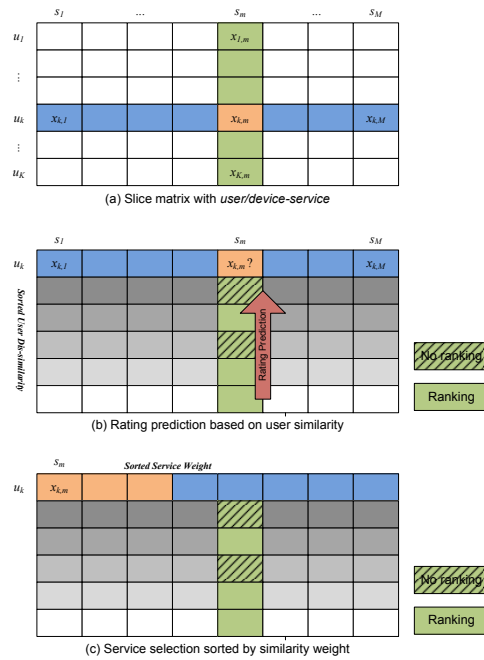 s1 ... sm ... sM
u1 x1,m
⋮
uk xk,1 xk,m xk,M
⋮
uK xK,m
(a) Slice matrix with user/device-service
s1 sm sM
uk xk,1 xk,m ? xk,M
Sorted User Dis-similarity
Rating Prediction
No ranking
Ranking
(b) Rating prediction based on user similarity
sm Sorted Service Weight
uk xk,m
No ranking
Ranking
(c) Service selection sorted by similarity weight